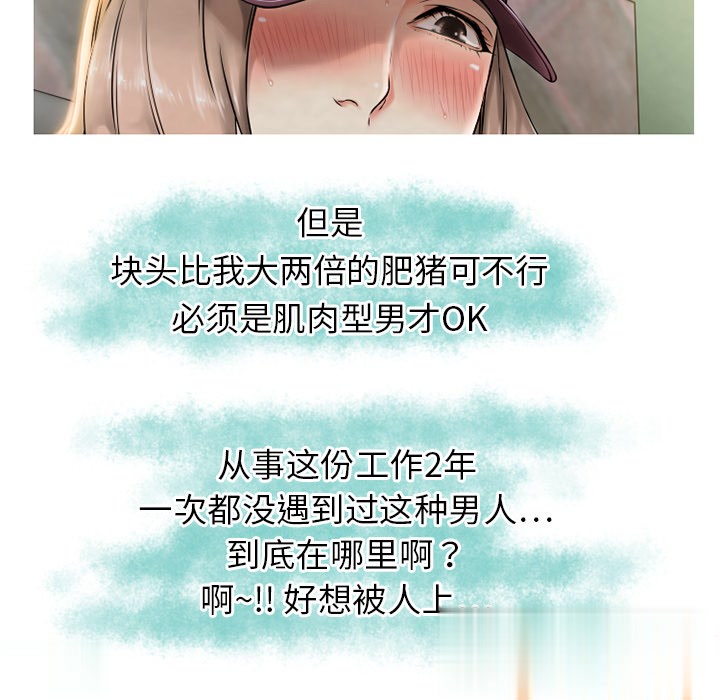 但是
块头比我大两倍的肥猪可不行
必须是肌肉型男才OK
从事这份工作2年
一次都没遇到过这种男人...
到底在哪里啊？
啊~!! 好想被人上...